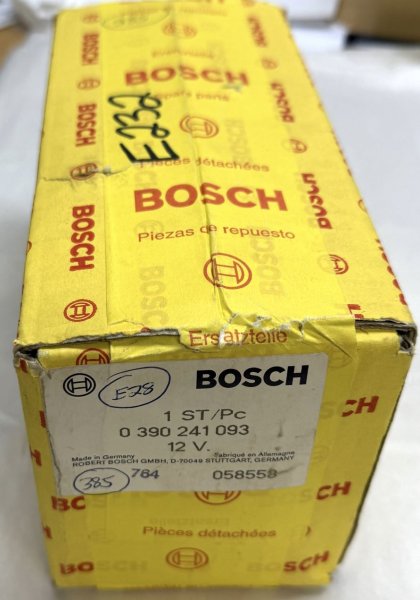 BOSCH
E232
Pièces détachées
BOSCH
Piezas de repuesto
BOSCH
BOSCH
BOSCH
Ersatzteile
E28
BOSCH
1 ST/Pc
0 390 241 093
12 V.
Made in Germany
Fabriqué en Allemagne
ROBERT BOSCH GMBH, D-70049 STUTTGART, GERMANY
385
764
058558
Pièces détachées
BOSCH